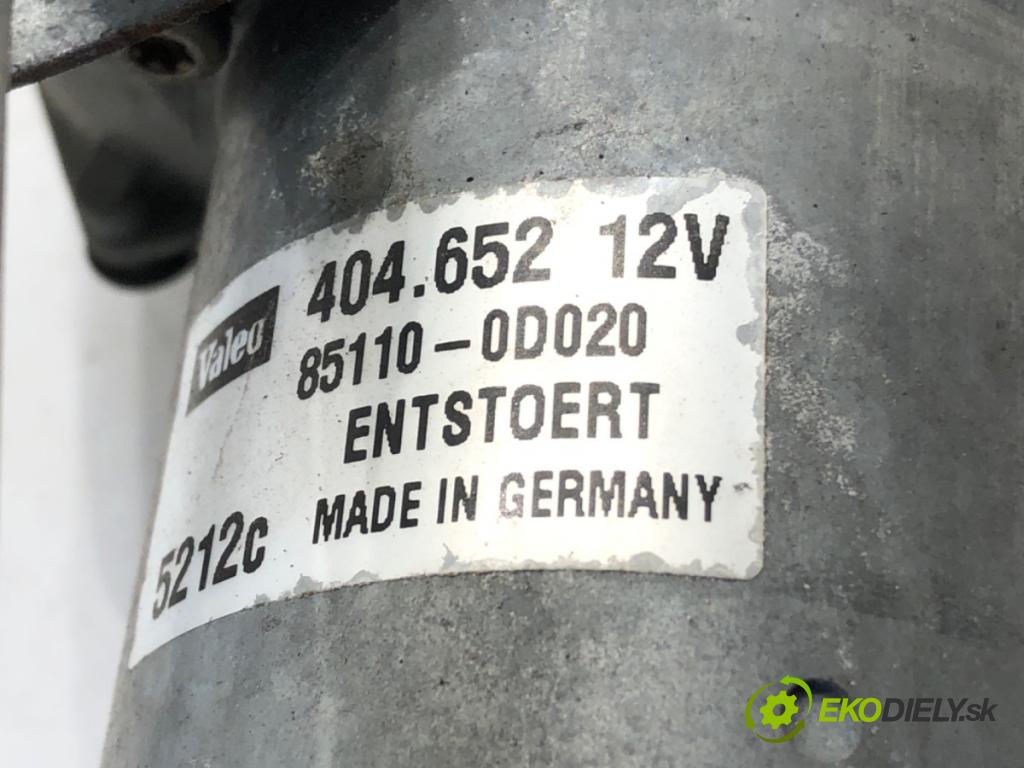 404.652 12V
Valeo
85110-0D020
ENTSTOERT
5212c MADE IN GERMANY
EKODIELY.sk